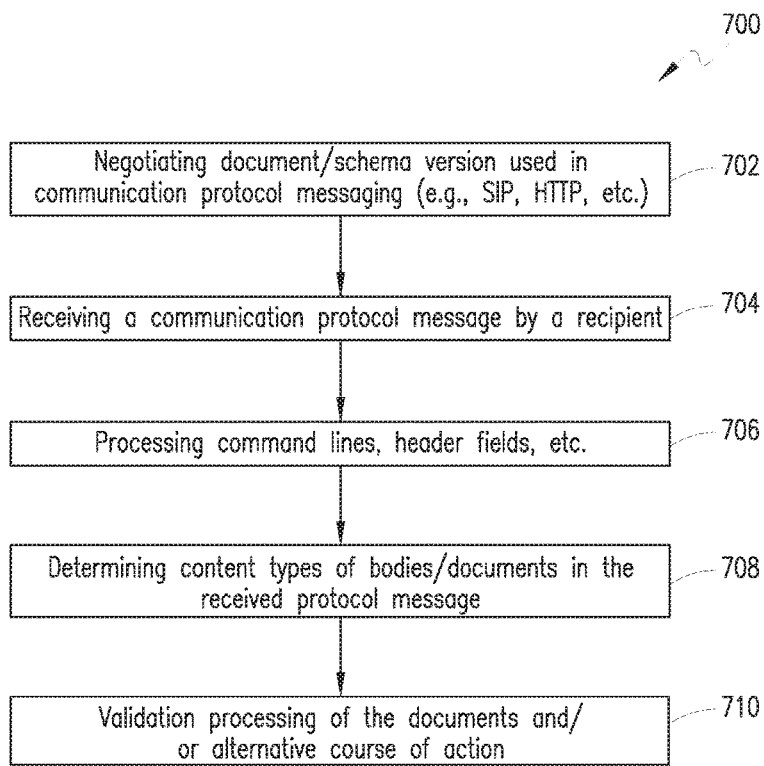 700
Negotiating document/schema version used in
communication protocol messaging (e.g., SIP, HTTP, etc.)
702
Receiving a communication protocol message by a recipient
704
Processing command lines, header fields, etc.
706
Determining content types of bodies/documents in the
received protocol message
708
Validation processing of the documents and/
or alternative course of action
710